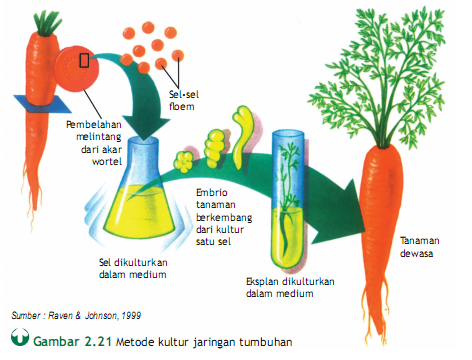 Sel-sel
floem
Pembelahan
melintang
dari akar
wortel
Embrio
tanaman
berkembang
dari kultur
satu sel
Sel dikulturkan
dalam medium
Eksplan dikulturkan
dalam medium
Tanaman
dewasa
Sumber : Raven & Johnson, 1999
Gambar 2.21 Metode kultur jaringan tumbuhan